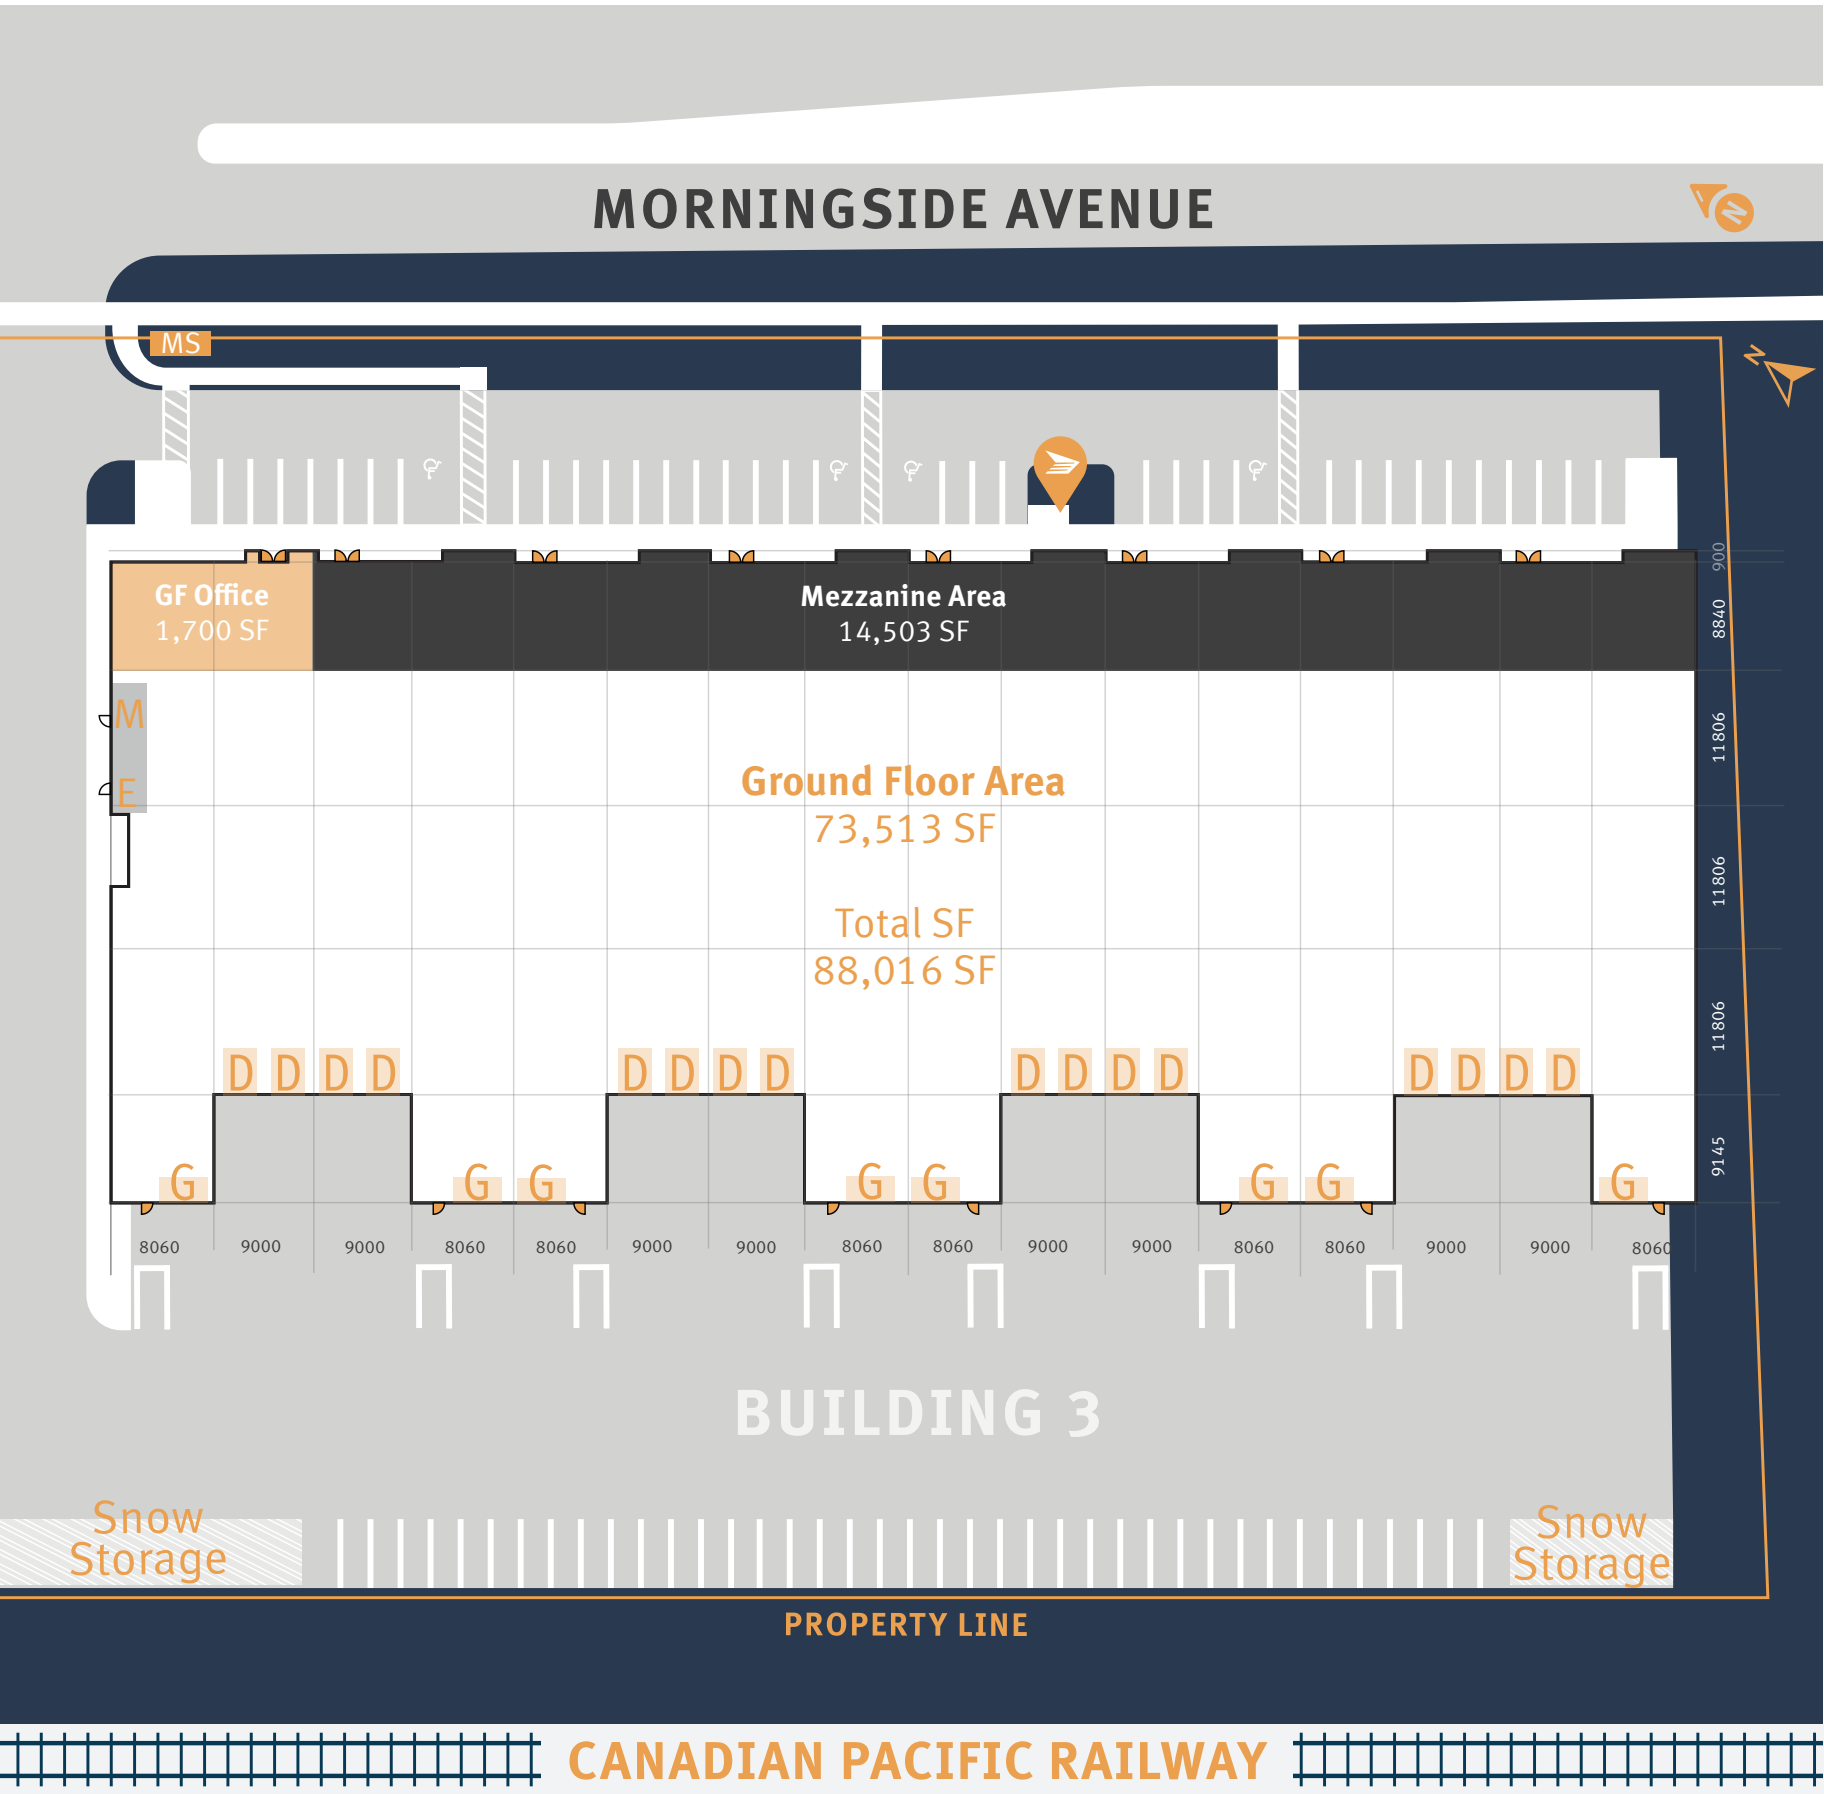 MORNINGSIDE AVENUE
N
MS
N
GF Office
1,700 SF
Mezzanine Area
14,503 SF
900
8840
M
E
11806
Ground Floor Area
73,513 SF
11806
Total SF
88,016 SF
11806
D D D D D D D D D D D D D D D D
9145
G G G G G G G G
8060 9000 9000 8060 8060 9000 9000 8060 8060 9000 9000 8060 8060 9000 9000 8060
BUILDING 3
Snow
Storage
Snow
Storage
PROPERTY LINE
CANADIAN PACIFIC RAILWAY